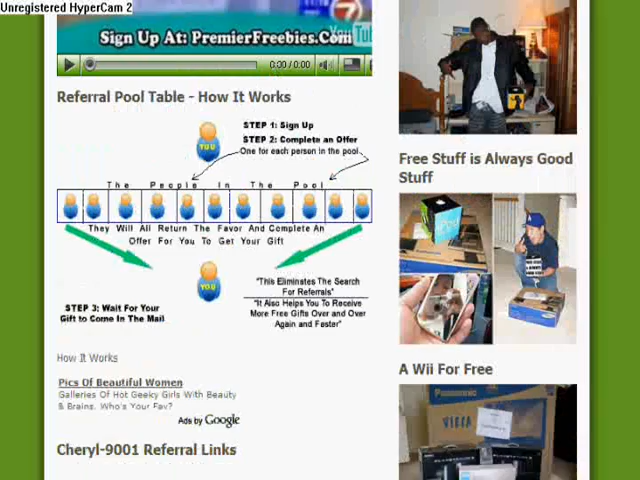 Unregistered HyperCam 2
Sign Up At: PremierFreebies.Com
You Tub
0:00 / 0:00
Referral Pool Table - How It Works
STEP 1: Sign Up
STEP 2: Complete an Offer
One for each person in the pool
YOU
The People In The Pool
They Will All Return The Favor And Complete An
Offer For You To Get Your Gift
YOU
"This Eliminates The Search
For Referrals"
"It Also Helps You To Receive
More Free Gifts Over and Over
Again and Faster"
STEP 3: Wait For Your
Gift to Come In The Mail
How It Works
Pics Of Beautiful Women
Galleries Of Hot Geeky Girls With Beauty
& Brains. Who's Your Fav?
Ads by Google
Cheryl-9001 Referral Links
Free Stuff is Always Good
Stuff
A Wii For Free
Panasonic
VIERA